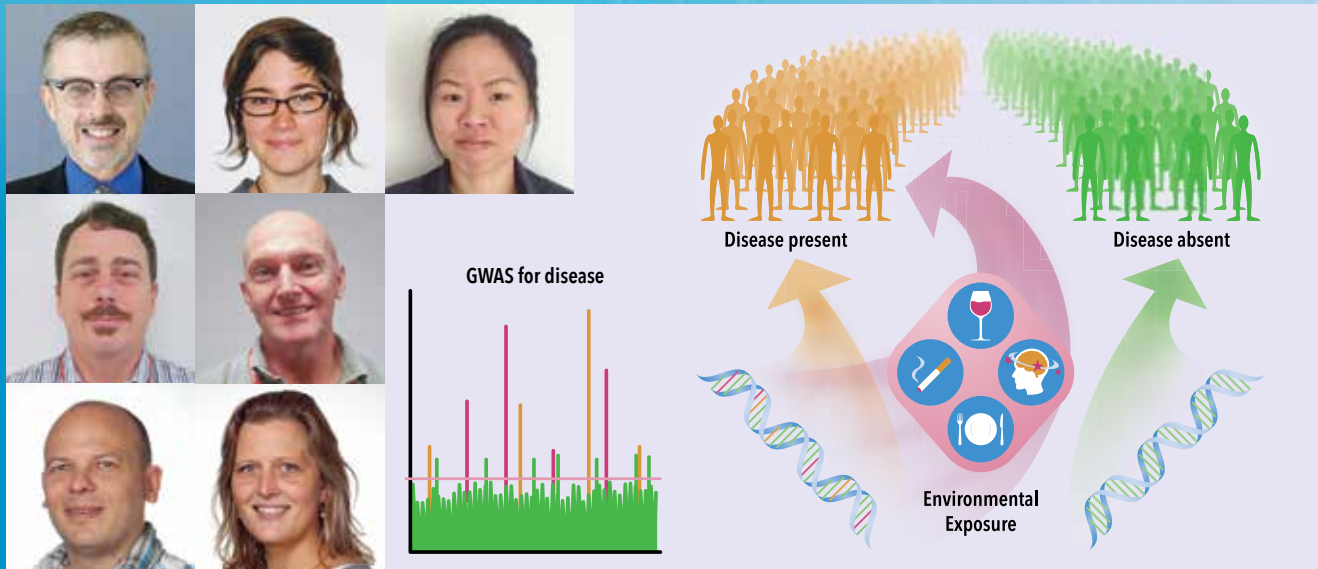 Disease present
Disease absent
GWAS for disease
Environmental
Exposure